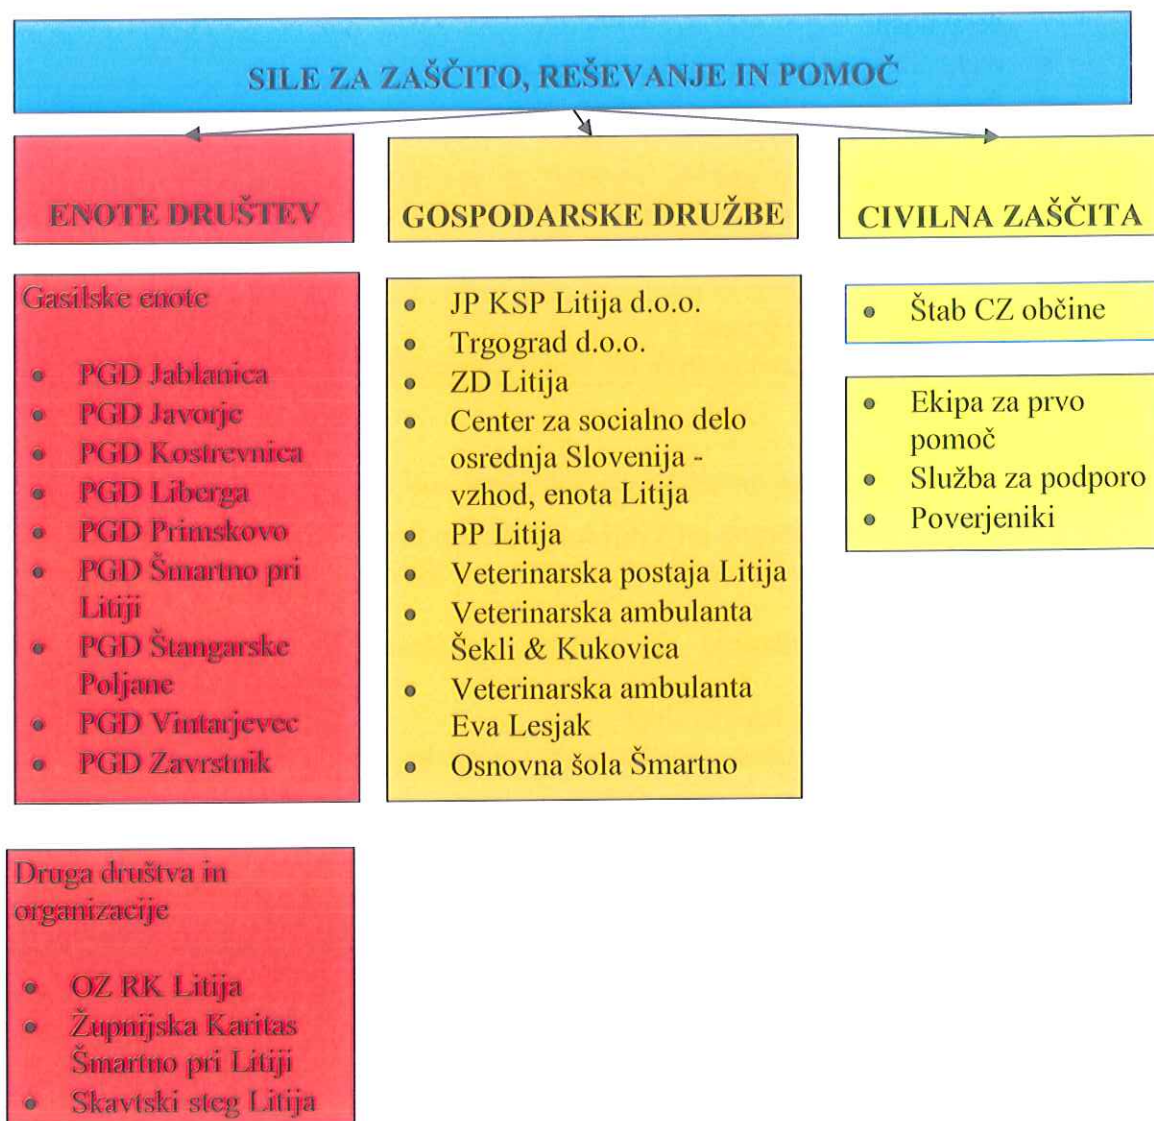 SILE ZA ZAŠČITO, REŠEVANJE IN POMOČ
ENOTE DRUŠTEV
Gasilske enote
• PGD Jablanica
• PGD Javorje
• PGD Kostrevnica
• PGD Liberga
• PGD Primskovo
• PGD Šmartno pri
Litiji
• PGD Štangarske
Poljane
• PGD Vintarjevec
• PGD Zavrstnik
Druga društva in
organizacije
• OZ RK Litija
• Župnijska Karitas
Šmartno pri Litiji
• Skavtski steg Litija
GOSPODARSKE DRUŽBE
• JP KSP Litija d.o.o.
• Trgograd d.o.o.
• ZD Litija
• Center za socialno delo
osrednja Slovenija -
vzhod, enota Litija
• PP Litija
• Veterinarska postaja Litija
• Veterinarska ambulanta
Šekli & Kukovica
• Veterinarska ambulanta
Eva Lesjak
• Osnovna šola Šmartno
CIVILNA ZAŠČITA
• Štab CZ občine
• Ekipa za prvo
pomoč
• Služba za podporo
• Poverjeniki